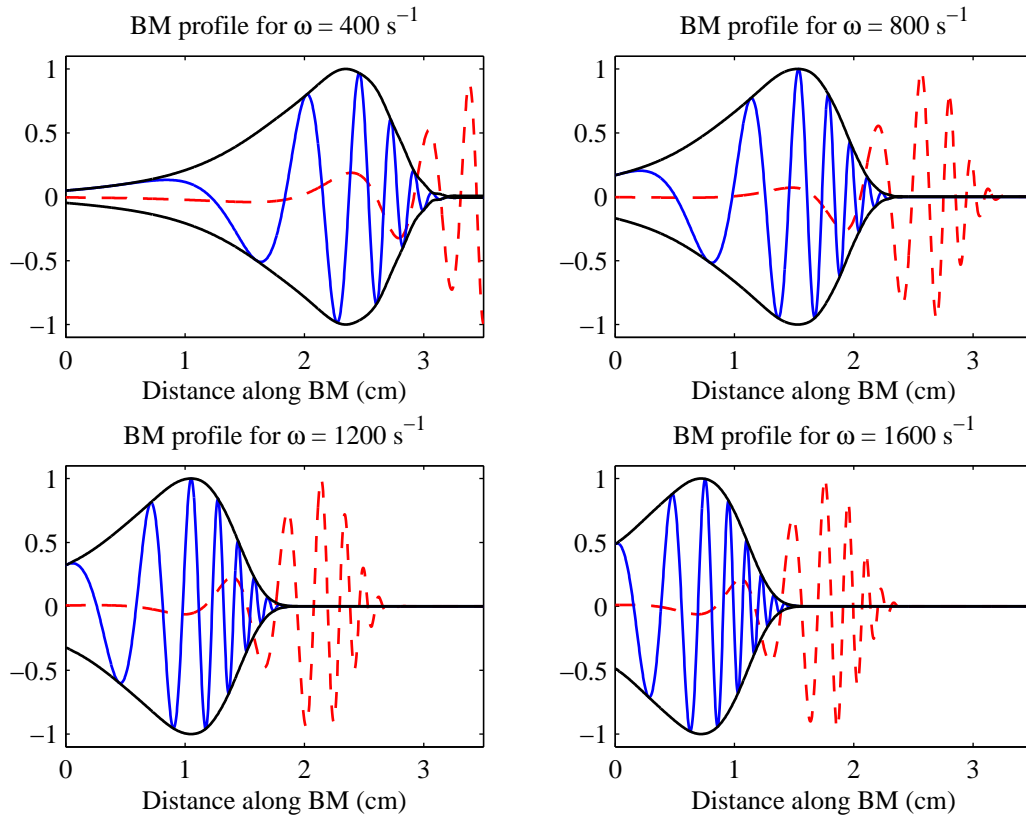 BM profile for ω = 400 s⁻¹
1
0.5
0
−0.5
−1
0 1 2 3
Distance along BM (cm)
BM profile for ω = 800 s⁻¹
1
0.5
0
−0.5
−1
0 1 2 3
Distance along BM (cm)
BM profile for ω = 1200 s⁻¹
1
0.5
0
−0.5
−1
0 1 2 3
Distance along BM (cm)
BM profile for ω = 1600 s⁻¹
1
0.5
0
−0.5
−1
0 1 2 3
Distance along BM (cm)